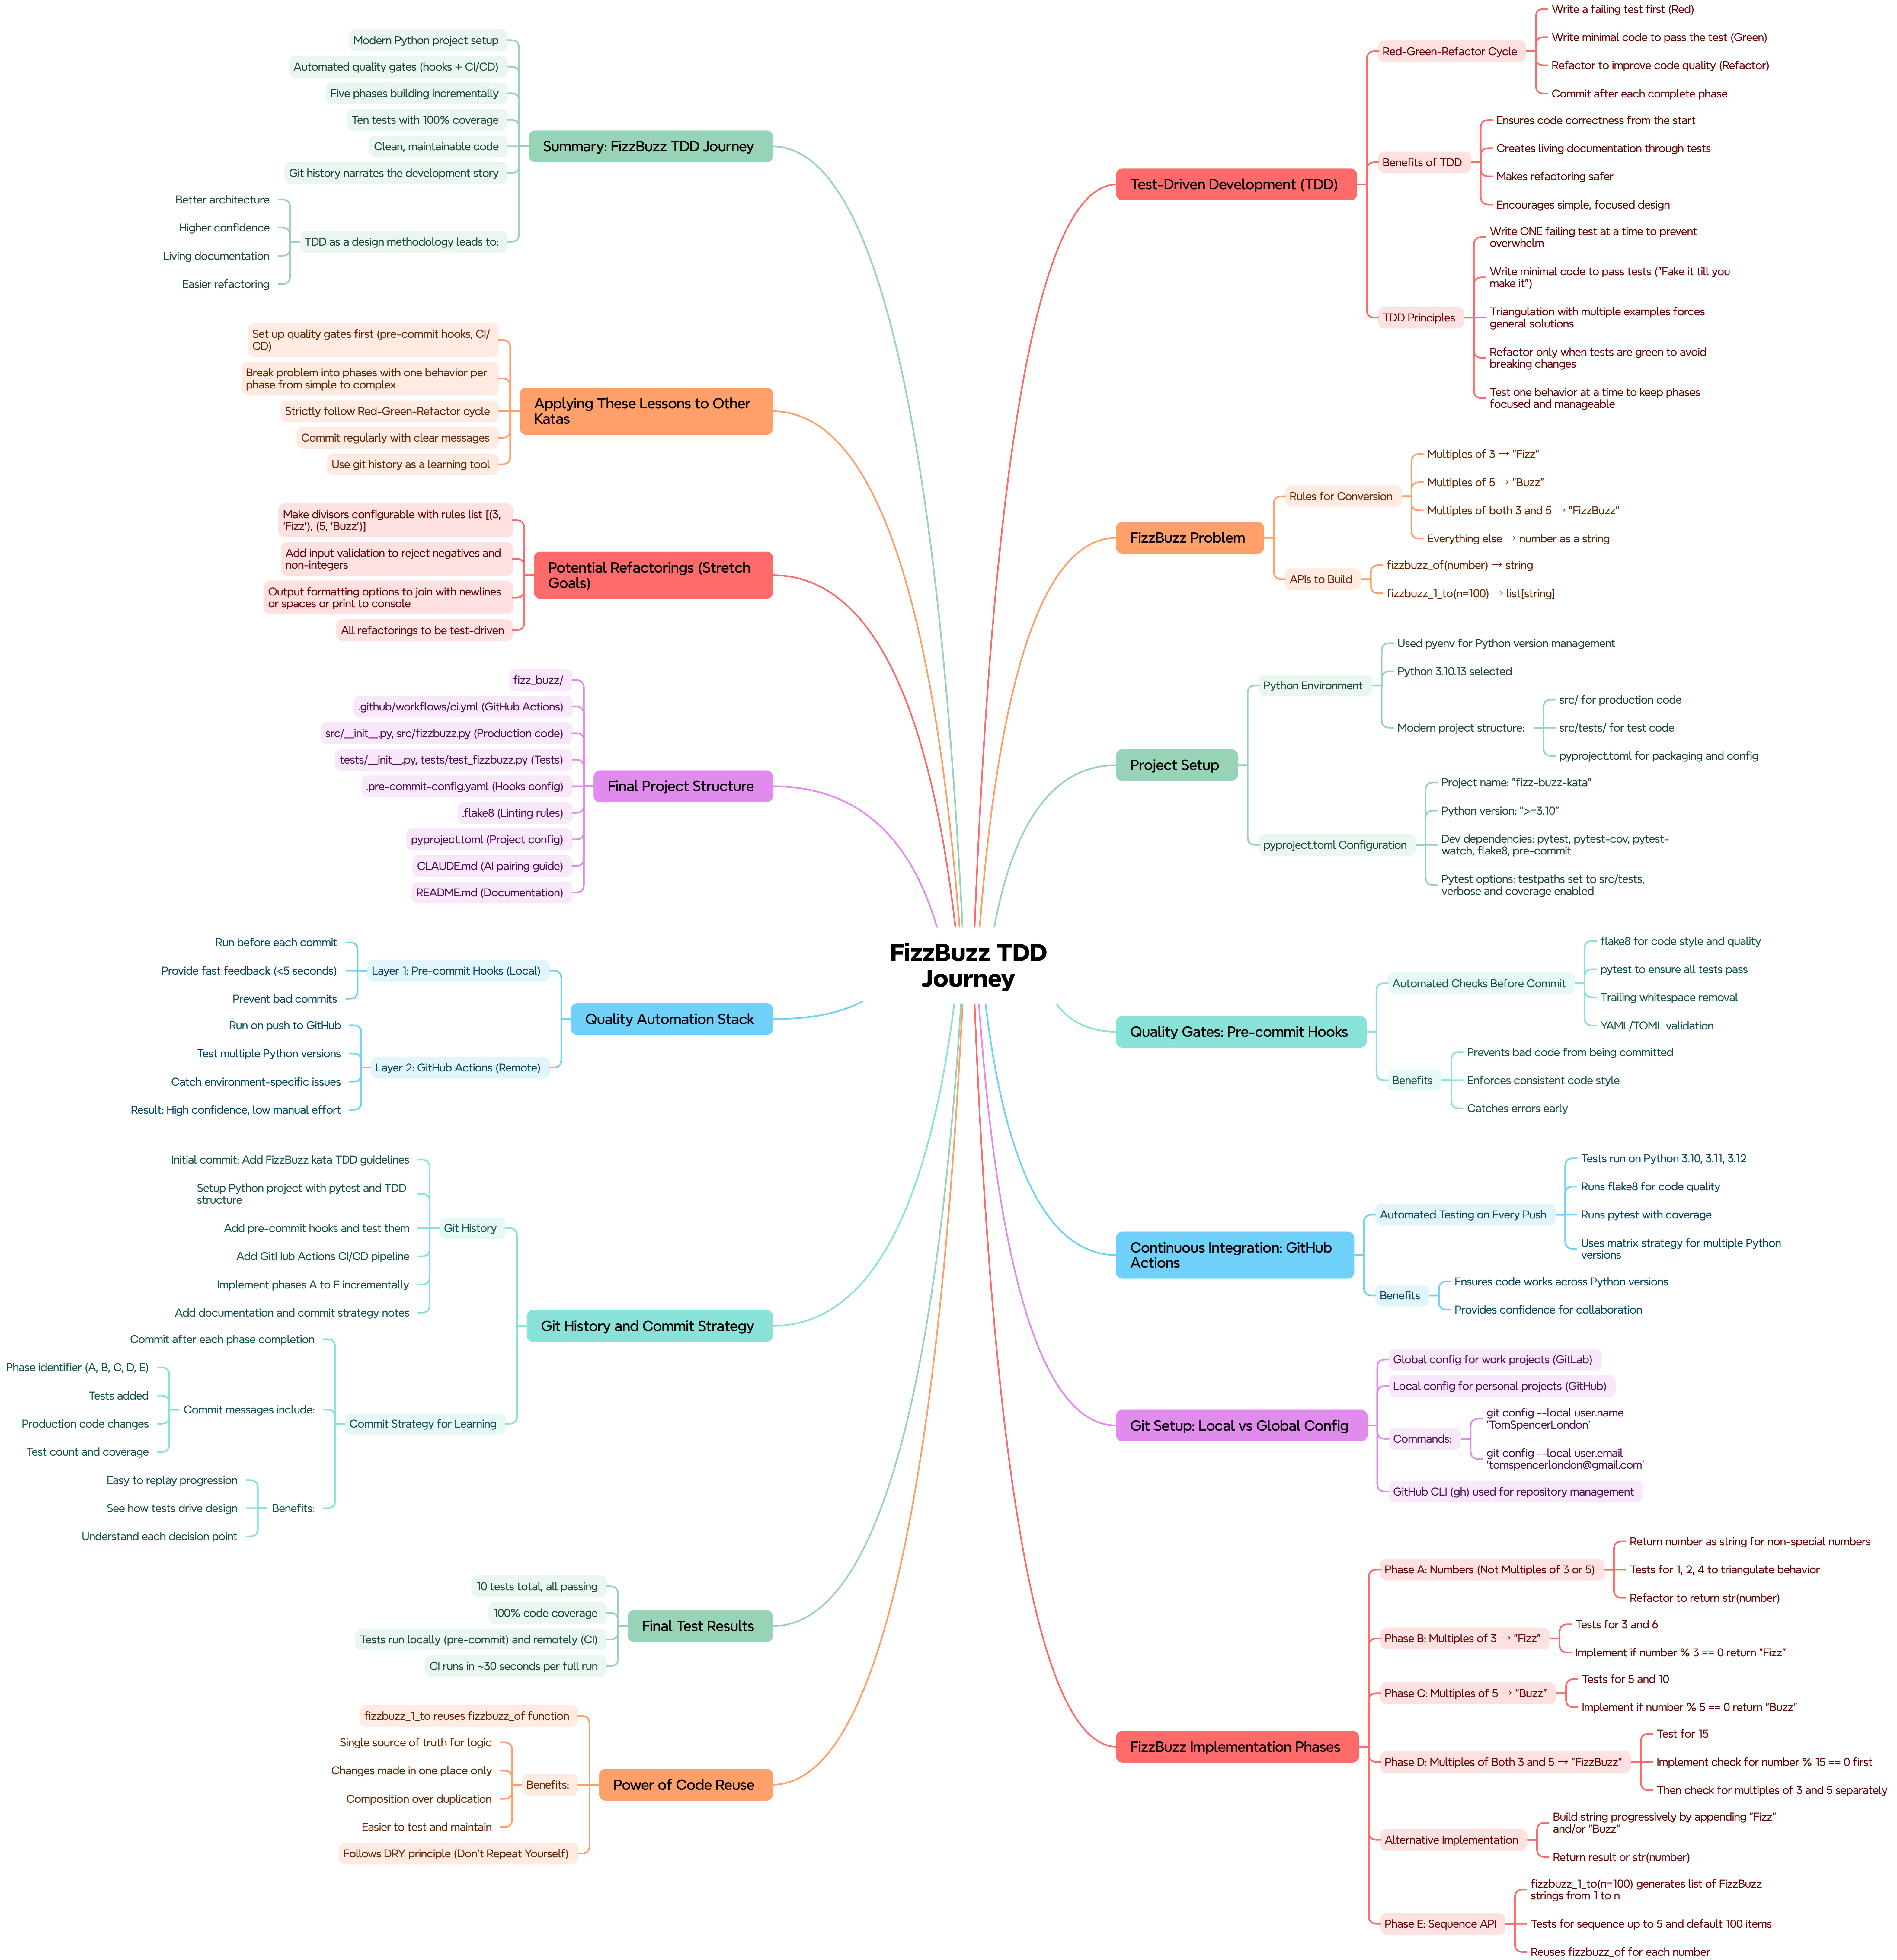 FizzBuzz TDD
Journey
Test-Driven Development (TDD)
Red-Green-Refactor Cycle
Write a failing test first (Red)
Write minimal code to pass the test (Green)
Refactor to improve code quality (Refactor)
Commit after each complete phase
Benefits of TDD
Ensures code correctness from the start
Creates living documentation through tests
Makes refactoring safer
Encourages simple, focused design
TDD Principles
Write ONE failing test at a time to prevent
overwhelm
Write minimal code to pass tests ("Fake it till you
make it")
Triangulation with multiple examples forces
general solutions
Refactor only when tests are green to avoid
breaking changes
Test one behavior at a time to keep phases
focused and manageable
FizzBuzz Problem
Rules for Conversion
Multiples of 3 → "Fizz"
Multiples of 5 → "Buzz"
Multiples of both 3 and 5 → "FizzBuzz"
Everything else → number as a string
APIs to Build
fizzbuzz_of(number) → string
fizzbuzz_1_to(n=100) → list[string]
Project Setup
Python Environment
Used pyenv for Python version management
Python 3.10.13 selected
Modern project structure:
src/ for production code
src/tests/ for test code
pyproject.toml for packaging and config
pyproject.toml Configuration
Project name: "fizz-buzz-kata"
Python version: ">=3.10"
Dev dependencies: pytest, pytest-cov, pytest-
watch, flake8, pre-commit
Pytest options: testpaths set to src/tests,
verbose and coverage enabled
Quality Gates: Pre-commit Hooks
Automated Checks Before Commit
flake8 for code style and quality
pytest to ensure all tests pass
Trailing whitespace removal
YAML/TOML validation
Benefits
Prevents bad code from being committed
Enforces consistent code style
Catches errors early
Continuous Integration: GitHub
Actions
Automated Testing on Every Push
Tests run on Python 3.10, 3.11, 3.12
Runs flake8 for code quality
Runs pytest with coverage
Uses matrix strategy for multiple Python
versions
Benefits
Ensures code works across Python versions
Provides confidence for collaboration
Git Setup: Local vs Global Config
Global config for work projects (GitLab)
Local config for personal projects (GitHub)
Commands:
git config --local user.name
'TomSpencerLondon'
git config --local user.email
'tomspencerlondon@gmail.com'
GitHub CLI (gh) used for repository management
FizzBuzz Implementation Phases
Phase A: Numbers (Not Multiples of 3 or 5)
Return number as string for non-special numbers
Tests for 1, 2, 4 to triangulate behavior
Refactor to return str(number)
Phase B: Multiples of 3 → "Fizz"
Tests for 3 and 6
Implement if number % 3 == 0 return "Fizz"
Phase C: Multiples of 5 → "Buzz"
Tests for 5 and 10
Implement if number % 5 == 0 return "Buzz"
Phase D: Multiples of Both 3 and 5 → "FizzBuzz"
Test for 15
Implement check for number % 15 == 0 first
Then check for multiples of 3 and 5 separately
Alternative Implementation
Build string progressively by appending "Fizz"
and/or "Buzz"
Return result or str(number)
Phase E: Sequence API
fizzbuzz_1_to(n=100) generates list of FizzBuzz
strings from 1 to n
Tests for sequence up to 5 and default 100 items
Reuses fizzbuzz_of for each number
Summary: FizzBuzz TDD Journey
Modern Python project setup
Automated quality gates (hooks + CI/CD)
Five phases building incrementally
Ten tests with 100% coverage
Clean, maintainable code
Git history narrates the development story
TDD as a design methodology leads to:
Better architecture
Higher confidence
Living documentation
Easier refactoring
Applying These Lessons to Other
Katas
Set up quality gates first (pre-commit hooks, CI/
CD)
Break problem into phases with one behavior per
phase from simple to complex
Strictly follow Red-Green-Refactor cycle
Commit regularly with clear messages
Use git history as a learning tool
Potential Refactorings (Stretch
Goals)
Make divisors configurable with rules list [(3,
'Fizz'), (5, 'Buzz')]
Add input validation to reject negatives and
non-integers
Output formatting options to join with newlines
or spaces or print to console
All refactorings to be test-driven
Final Project Structure
fizz_buzz/
.github/workflows/ci.yml (GitHub Actions)
src/__init__.py, src/fizzbuzz.py (Production code)
tests/__init__.py, tests/test_fizzbuzz.py (Tests)
.pre-commit-config.yaml (Hooks config)
.flake8 (Linting rules)
pyproject.toml (Project config)
CLAUDE.md (AI pairing guide)
README.md (Documentation)
Quality Automation Stack
Layer 1: Pre-commit Hooks (Local)
Run before each commit
Provide fast feedback (<5 seconds)
Prevent bad commits
Layer 2: GitHub Actions (Remote)
Run on push to GitHub
Test multiple Python versions
Catch environment-specific issues
Result: High confidence, low manual effort
Git History and Commit Strategy
Git History
Initial commit: Add FizzBuzz kata TDD guidelines
Setup Python project with pytest and TDD
structure
Add pre-commit hooks and test them
Add GitHub Actions CI/CD pipeline
Implement phases A to E incrementally
Add documentation and commit strategy notes
Commit Strategy for Learning
Commit after each phase completion
Commit messages include:
Phase identifier (A, B, C, D, E)
Tests added
Production code changes
Test count and coverage
Benefits:
Easy to replay progression
See how tests drive design
Understand each decision point
Final Test Results
10 tests total, all passing
100% code coverage
Tests run locally (pre-commit) and remotely (CI)
CI runs in ~30 seconds per full run
Power of Code Reuse
fizzbuzz_1_to reuses fizzbuzz_of function
Benefits:
Single source of truth for logic
Changes made in one place only
Composition over duplication
Easier to test and maintain
Follows DRY principle (Don't Repeat Yourself)